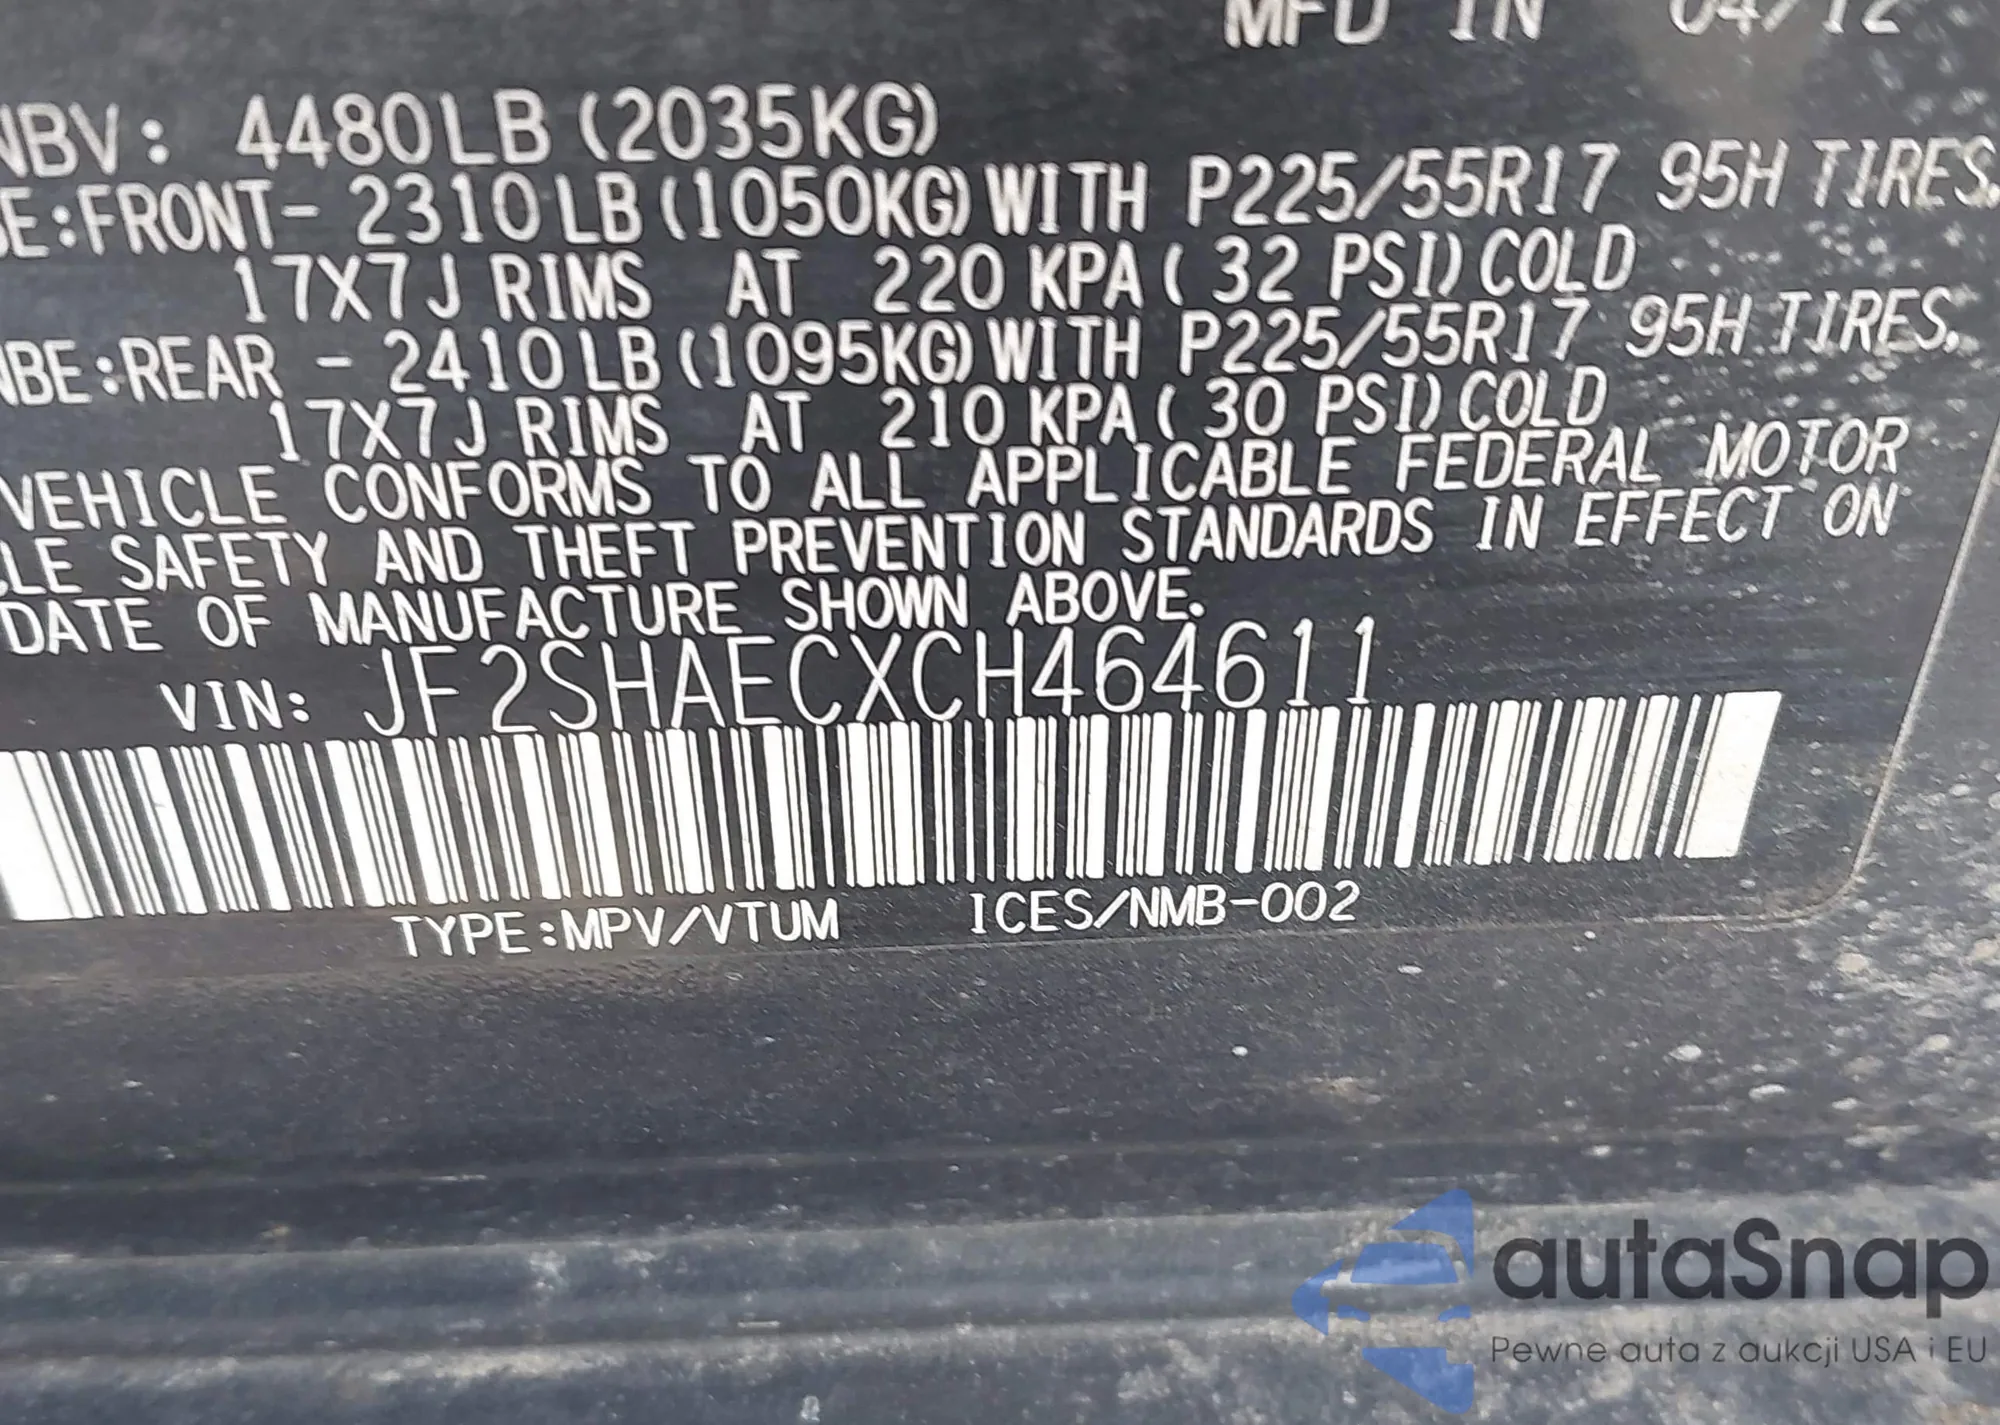 MFD IN 04/12
NBV: 4480LB (2035KG)
BE:FRONT- 2310LB (1050KG) WITH P225/55R17 95H TIRES.
17X7J RIMS AT 220 KPA ( 32 PSI) COLD
NBE:REAR - 2410LB (1095KG) WITH P225/55R17 95H TIRES.
17X7J RIMS AT 210 KPA ( 30 PSI) COLD
VEHICLE CONFORMS TO ALL APPLICABLE FEDERAL MOTOR
CLE SAFETY AND THEFT PREVENTION STANDARDS IN EFFECT ON
DATE OF MANUFACTURE SHOWN ABOVE.
VIN: JF2SHAECXCH464611
TYPE:MPV/VTUM ICES/NMB-002
autaSnap
Pewne auta z aukcji USA i EU